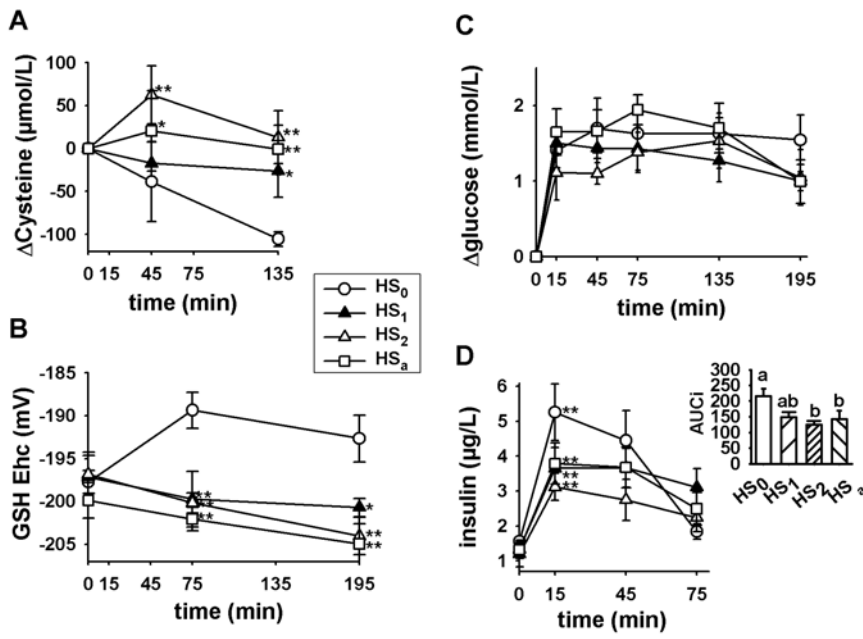 A
ΔCysteine (μmol/L)
100
50
0
-50
-100
**
*
**
**
*
0 15 45 75 135
time (min)
HS0
HS1
HS2
HSa
B
GSH Ehc (mV)
-185
-190
-195
-200
-205
**
**
**
*
**
**
0 15 45 75 135 195
time (min)
C
Δglucose (mmol/L)
2
1
0
0 15 45 75 135 195
time (min)
D
insulin (μg/L)
6
5
4
3
2
1
**
**
**
**
0 15 45 75
time (min)
AUCi
300
250
200
150
100
50
0
a
ab
b
b
HS0 HS1 HS2 HS a